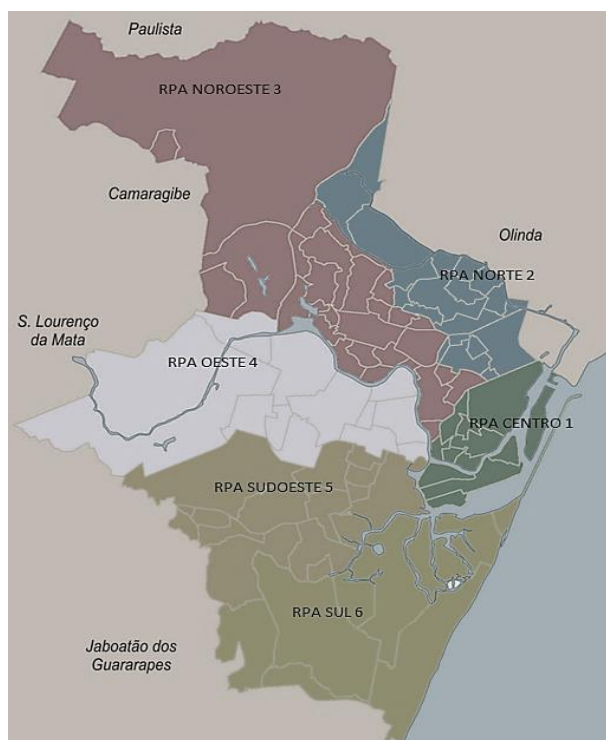 Paulista
RPA NOROESTE 3
Camaragibe
Olinda
RPA NORTE 2
S. Lourenço
da Mata
RPA OESTE 4
RPA CENTRO 1
RPA SUDOESTE 5
RPA SUL 6
Jaboatão dos
Guararapes